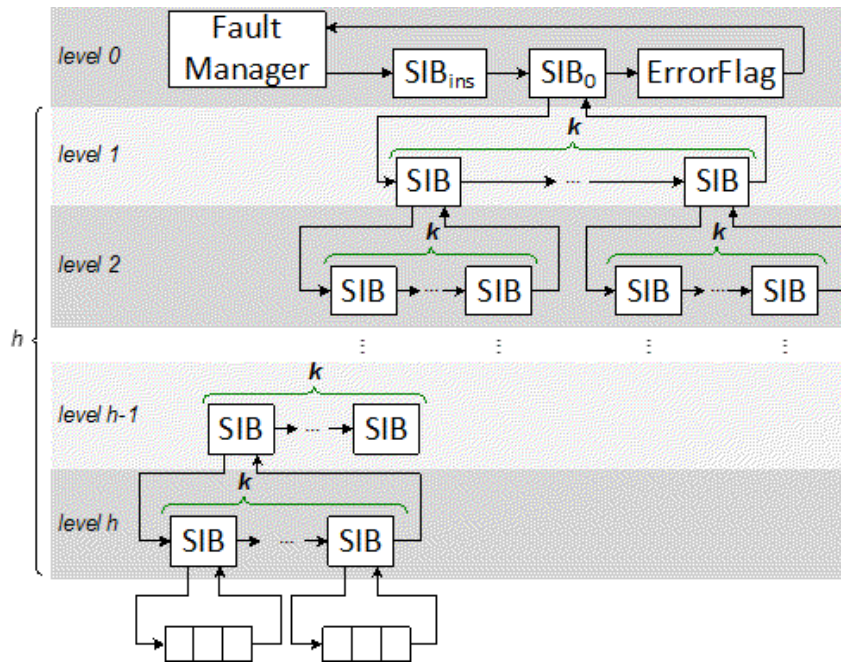 level 0
Fault
Manager
SIBins
SIB0
ErrorFlag
level 1
k
SIB
...
SIB
level 2
k
k
SIB
...
SIB
SIB
...
SIB
h
...
...
...
...
level h-1
k
SIB
...
SIB
level h
k
SIB
...
SIB